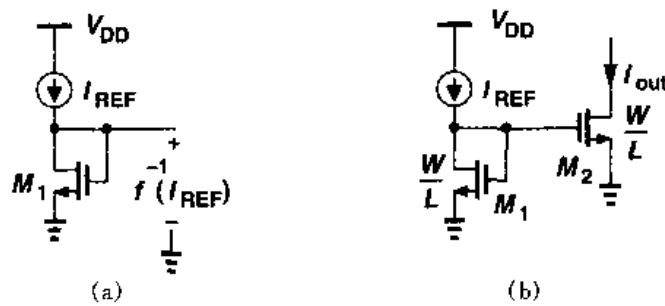 V_DD
I_REF
M_1
+
f^-1(I_REF)
−
(a)
V_DD
I_REF
I_out
W/L
M_2
W/L
M_1
(b)